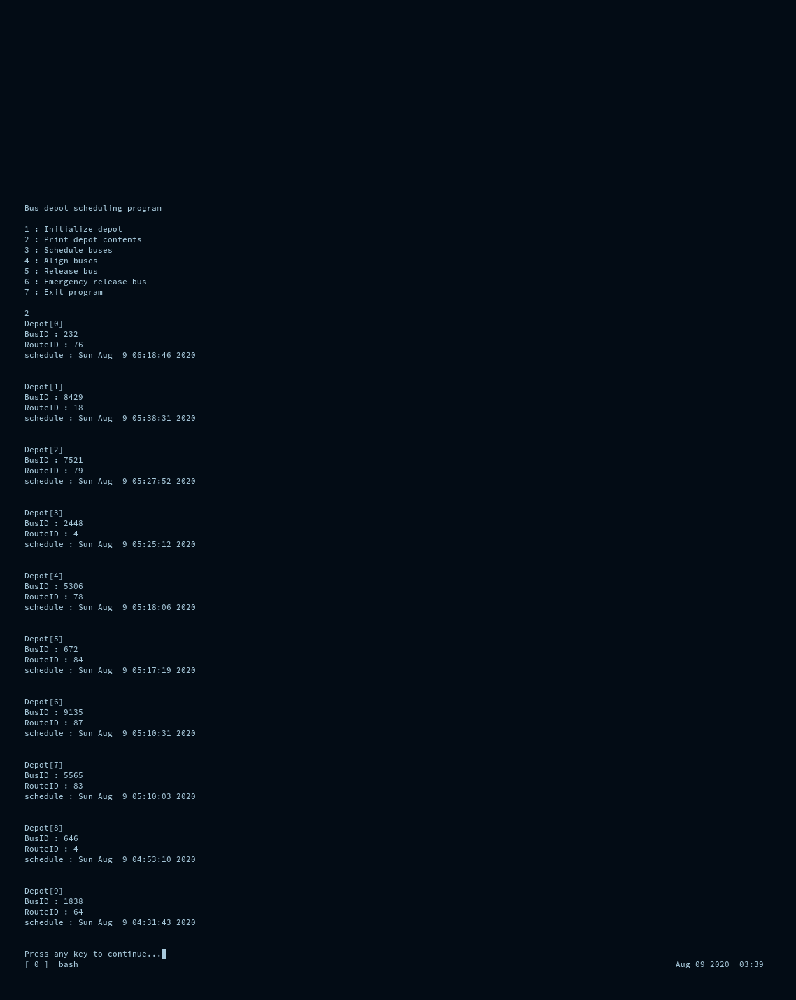 Bus depot scheduling program
1 : Initialize depot
2 : Print depot contents
3 : Schedule buses
4 : Align buses
5 : Release bus
6 : Emergency release bus
7 : Exit program
2
Depot[0]
BusID : 232
RouteID : 76
schedule : Sun Aug  9 06:18:46 2020
Depot[1]
BusID : 8429
RouteID : 18
schedule : Sun Aug  9 05:38:31 2020
Depot[2]
BusID : 7521
RouteID : 79
schedule : Sun Aug  9 05:27:52 2020
Depot[3]
BusID : 2448
RouteID : 4
schedule : Sun Aug  9 05:25:12 2020
Depot[4]
BusID : 5306
RouteID : 78
schedule : Sun Aug  9 05:18:06 2020
Depot[5]
BusID : 672
RouteID : 84
schedule : Sun Aug  9 05:17:19 2020
Depot[6]
BusID : 9135
RouteID : 87
schedule : Sun Aug  9 05:10:31 2020
Depot[7]
BusID : 5565
RouteID : 83
schedule : Sun Aug  9 05:10:03 2020
Depot[8]
BusID : 646
RouteID : 4
schedule : Sun Aug  9 04:53:10 2020
Depot[9]
BusID : 1838
RouteID : 64
schedule : Sun Aug  9 04:31:43 2020
Press any key to continue...
[ 0 ]  bash  Aug 09 2020  03:39